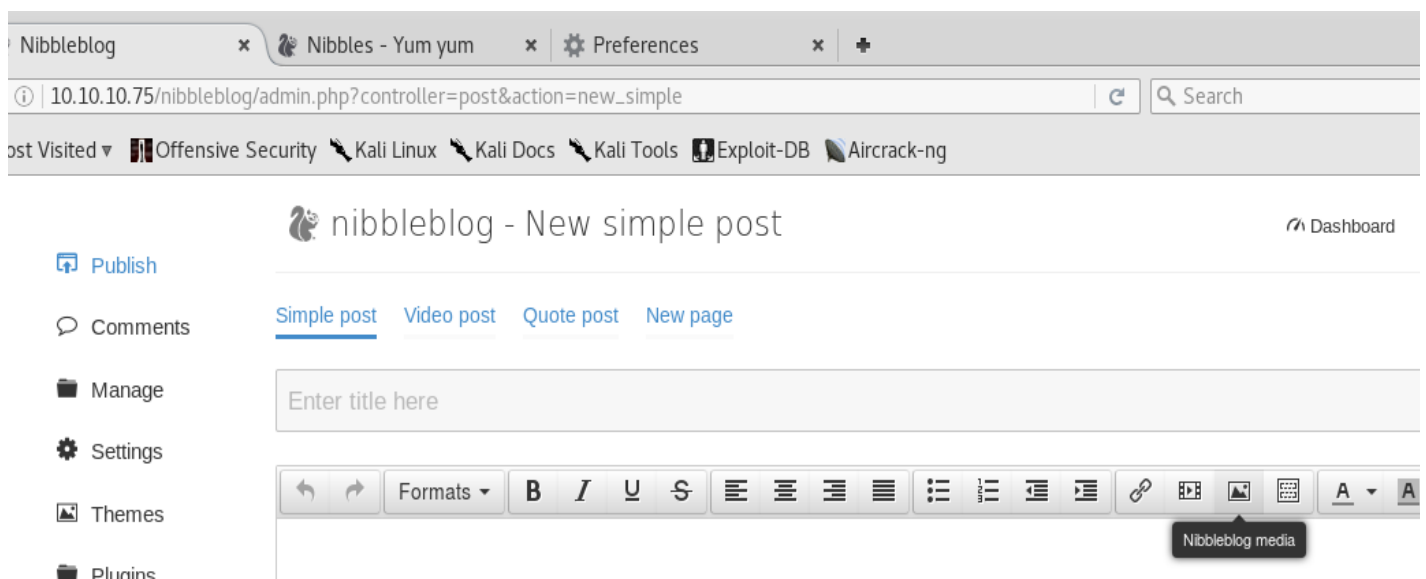 Nibbleblog × Nibbles - Yum yum × Preferences × +
10.10.10.75/nibbleblog/admin.php?controller=post&action=new_simple Search
ost Visited Offensive Security Kali Linux Kali Docs Kali Tools Exploit-DB Aircrack-ng
nibbleblog - New simple post Dashboard
Publish
Simple post Video post Quote post New page
Comments
Manage
Enter title here
Settings
Formats B I U S A A
Themes
Nibbleblog media
Plugins